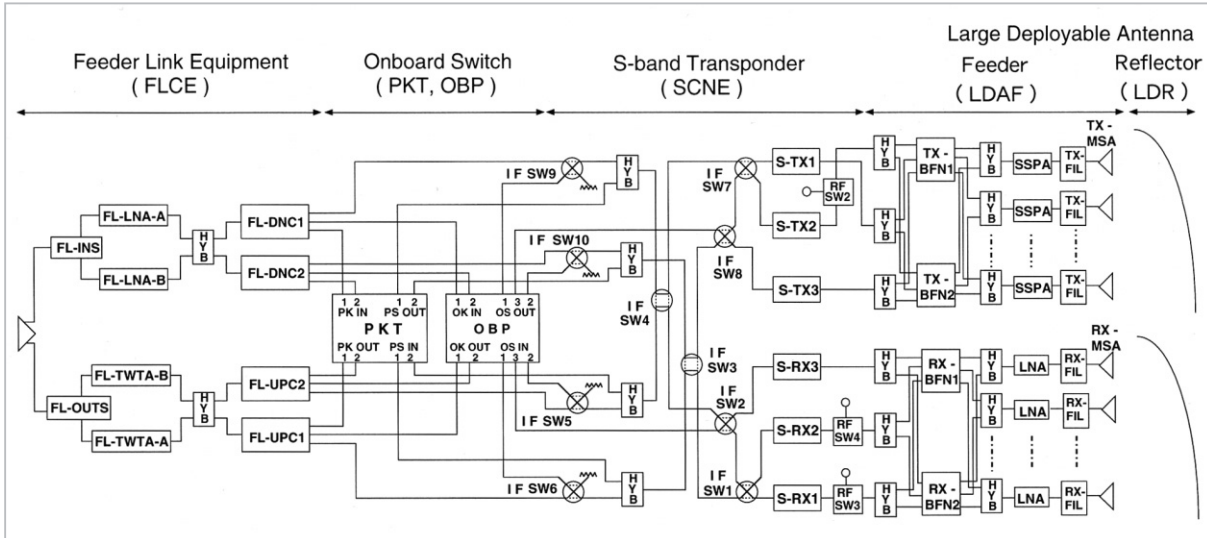 Large Deployable Antenna
Feeder Link Equipment
( FLCE )
Onboard Switch
( PKT, OBP )
S-band Transponder
( SCNE )
Feeder
( LDAF )
Reflector
( LDR )
TX -
MSA
FL-INS
FL-LNA-A
FL-LNA-B
HYB
FL-DNC1
FL-DNC2
IF SW9
HYB
IF SW10
HYB
IF
SW7
IF
SW8
IF
SW4
IF
SW3
S-TX1
S-TX2
S-TX3
RF
SW2
HYB
HYB
HYB
TX -
BFN1
TX -
BFN2
HYB
HYB
HYB
SSPA
SSPA
SSPA
TX-
FIL
TX-
FIL
TX-
FIL
1 2
PK IN
1 2
PS OUT
PKT
PK OUT
1 2
PS IN
1 2
1 2
OK IN
1 3 2
OS OUT
OBP
OK OUT
1 2
OS IN
1 3 2
RX -
MSA
FL-OUTS
FL-TWTA-B
FL-TWTA-A
HYB
FL-UPC2
FL-UPC1
IF SW5
HYB
IF SW6
HYB
IF
SW2
IF
SW1
S-RX3
S-RX2
S-RX1
RF
SW4
RF
SW3
HYB
HYB
HYB
RX -
BFN1
RX -
BFN2
HYB
HYB
HYB
LNA
LNA
LNA
RX-
FIL
RX-
FIL
RX-
FIL